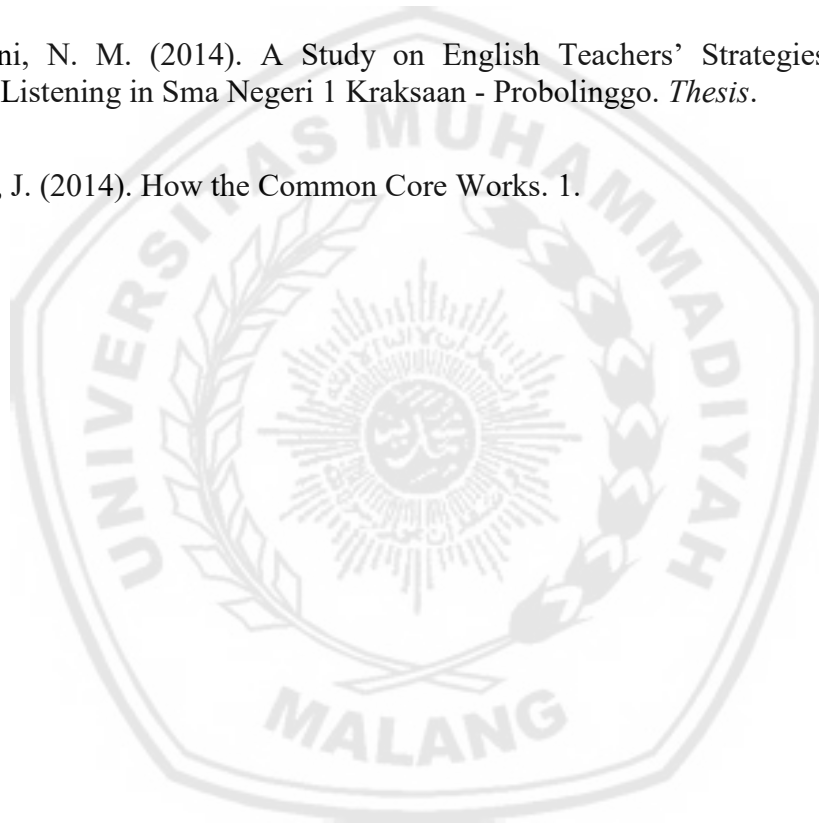 ni, N. M. (2014). A Study on English Teachers’ Strategies
Listening in Sma Negeri 1 Kraksaan - Probolinggo. Thesis.
, J. (2014). How the Common Core Works. 1.
UNIVERSITAS MUHAMMADIYAH
MALANG